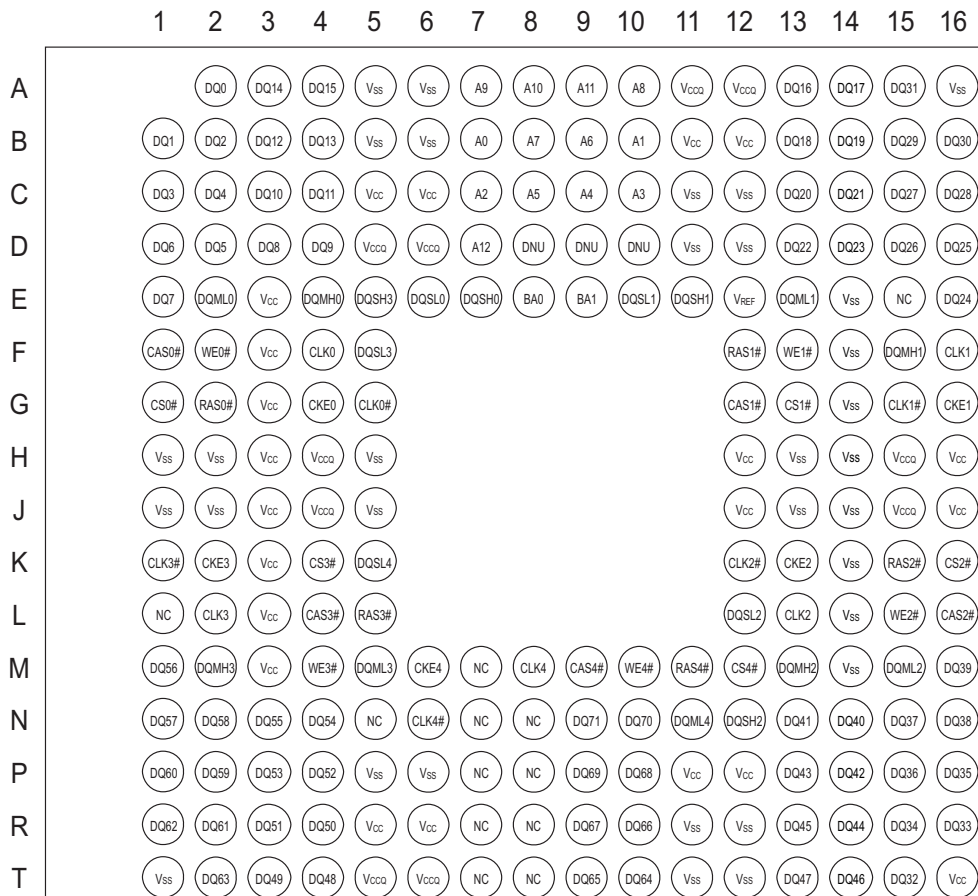 1 2 3 4 5 6 7 8 9 10 11 12 13 14 15 16
A DQ0 DQ14 DQ15 VSS VSS A9 A10 A11 A8 VCCQ VCCQ DQ16 DQ17 DQ31 VSS
B DQ1 DQ2 DQ12 DQ13 VSS VSS A0 A7 A6 A1 VCC VCC DQ18 DQ19 DQ29 DQ30
C DQ3 DQ4 DQ10 DQ11 VCC VCC A2 A5 A4 A3 VSS VSS DQ20 DQ21 DQ27 DQ28
D DQ6 DQ5 DQ8 DQ9 VCCQ VCCQ A12 DNU DNU DNU VSS VSS DQ22 DQ23 DQ26 DQ25
E DQ7 DQML0 VCC DQMH0 DQSH3 DQSL0 DQSH0 BA0 BA1 DQSL1 DQSH1 VREF DQML1 VSS NC DQ24
F CAS0# WE0# VCC CLK0 DQSL3 RAS1# WE1# VSS DQMH1 CLK1
G CS0# RAS0# VCC CKE0 CLK0# CAS1# CS1# VSS CLK1# CKE1
H VSS VSS VCC VCCQ VSS VCC VSS VSS VCCQ VCC
J VSS VSS VCC VCCQ VSS VCC VSS VSS VCCQ VCC
K CLK3# CKE3 VCC CS3# DQSL4 CLK2# CKE2 VSS RAS2# CS2#
L NC CLK3 VCC CAS3# RAS3# DQSL2 CLK2 VSS WE2# CAS2#
M DQ56 DQMH3 VCC WE3# DQML3 CKE4 NC CLK4 CAS4# WE4# RAS4# CS4# DQMH2 VSS DQML2 DQ39
N DQ57 DQ58 DQ55 DQ54 NC CLK4# NC NC DQ71 DQ70 DQML4 DQSH2 DQ41 DQ40 DQ37 DQ38
P DQ60 DQ59 DQ53 DQ52 VSS VSS NC NC DQ69 DQ68 VCC VCC DQ43 DQ42 DQ36 DQ35
R DQ62 DQ61 DQ51 DQ50 VCC VCC NC NC DQ67 DQ66 VSS VSS DQ45 DQ44 DQ34 DQ33
T VSS DQ63 DQ49 DQ48 VCCQ VCCQ NC NC DQ65 DQ64 VSS VSS DQ47 DQ46 DQ32 VCC